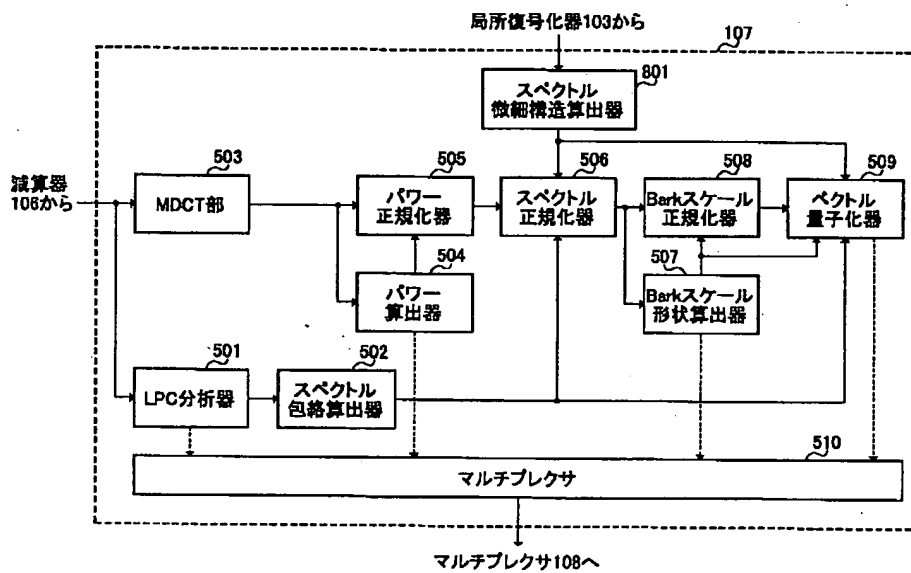 局所復号化器103から
107
801
スペクトル
微細構造算出器
503
505
506
508
509
減算器
106から
MDCT部
パワー
正規化器
スペクトル
正規化器
Barkスケール
正規化器
ベクトル
量子化器
504
507
パワー
算出器
Barkスケール
形状算出器
501
502
LPC分析器
スペクトル
包絡算出器
510
マルチプレクサ
マルチプレクサ108へ